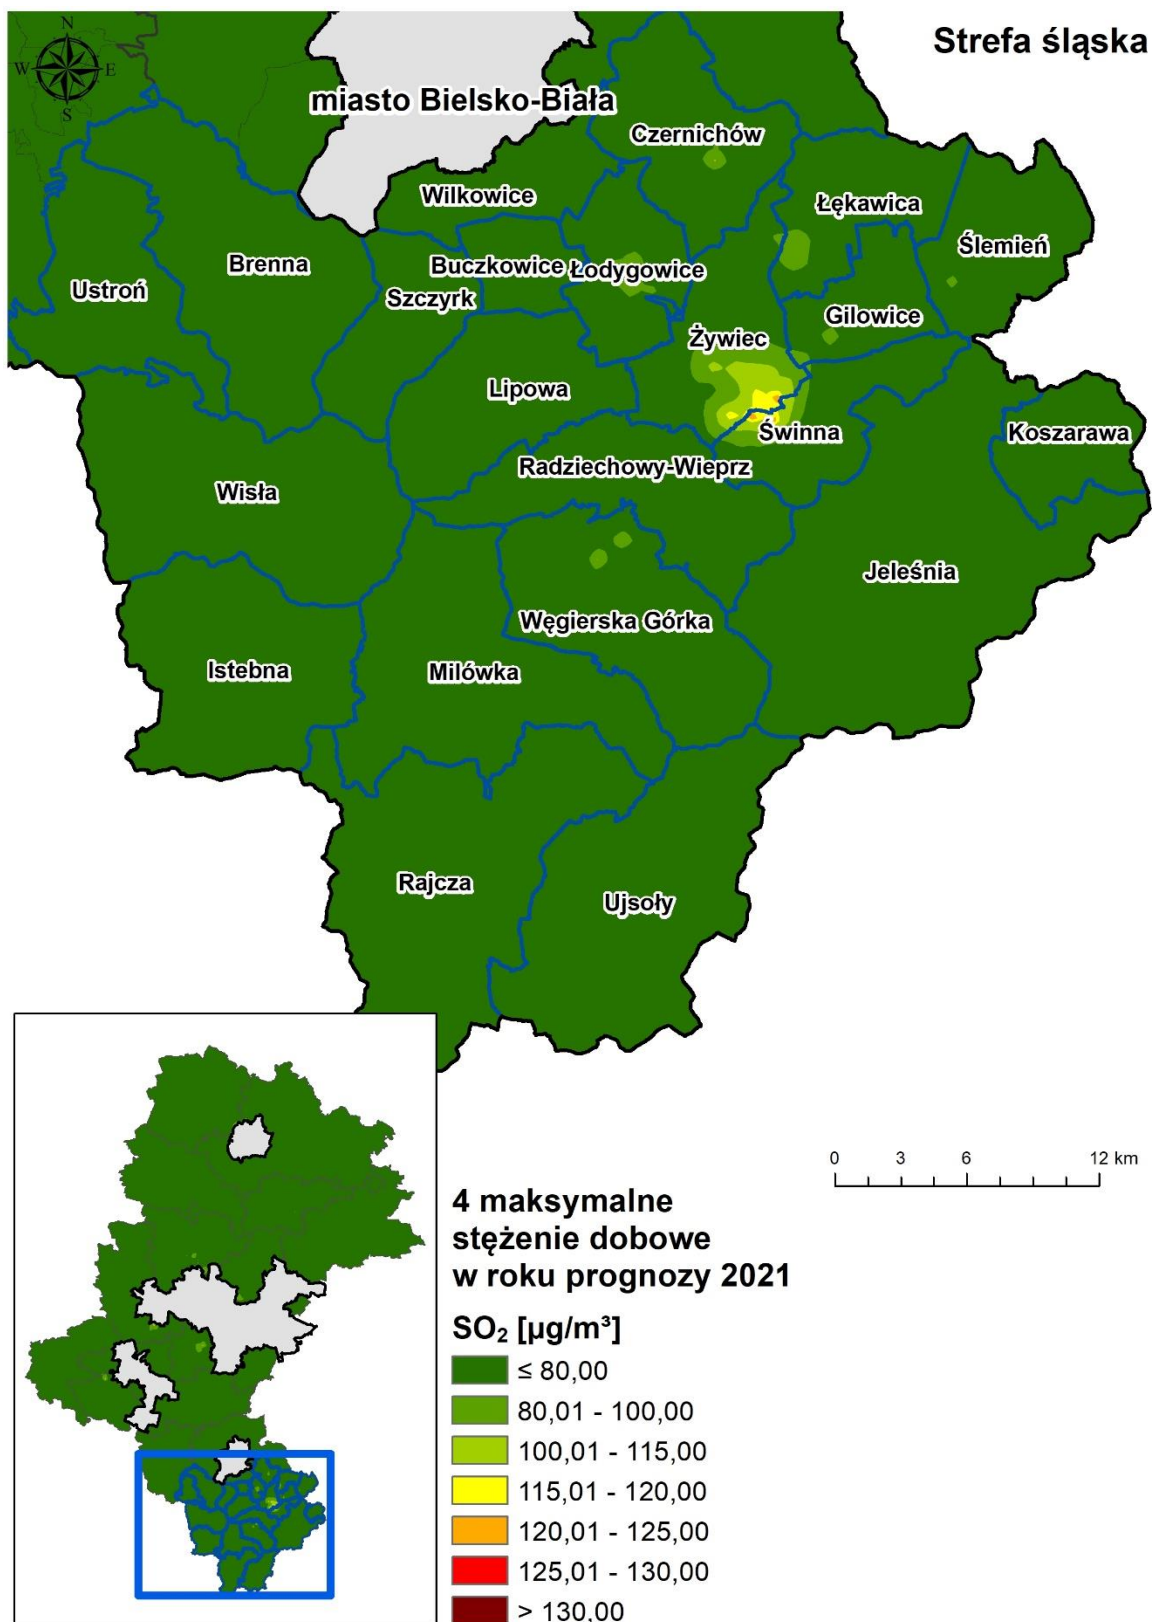 N
W
E
S
Strefa śląska
miasto Bielsko-Biała
Czernichów
Wilkowice
Łękawica
Ślemień
Brenna
Buczkowice
Łodygowice
Ustroń
Szczyrk
Gilowice
Żywiec
Lipowa
Świnna
Koszarawa
Radziechowy-Wieprz
Wisła
Jeleśnia
Węgierska Górka
Istebna
Milówka
Rajcza
Ujsoły
0 3 6 12 km
4 maksymalne
stężenie dobowe
w roku prognozy 2021
SO₂ [µg/m³]
≤ 80,00
80,01 - 100,00
100,01 - 115,00
115,01 - 120,00
120,01 - 125,00
125,01 - 130,00
> 130,00